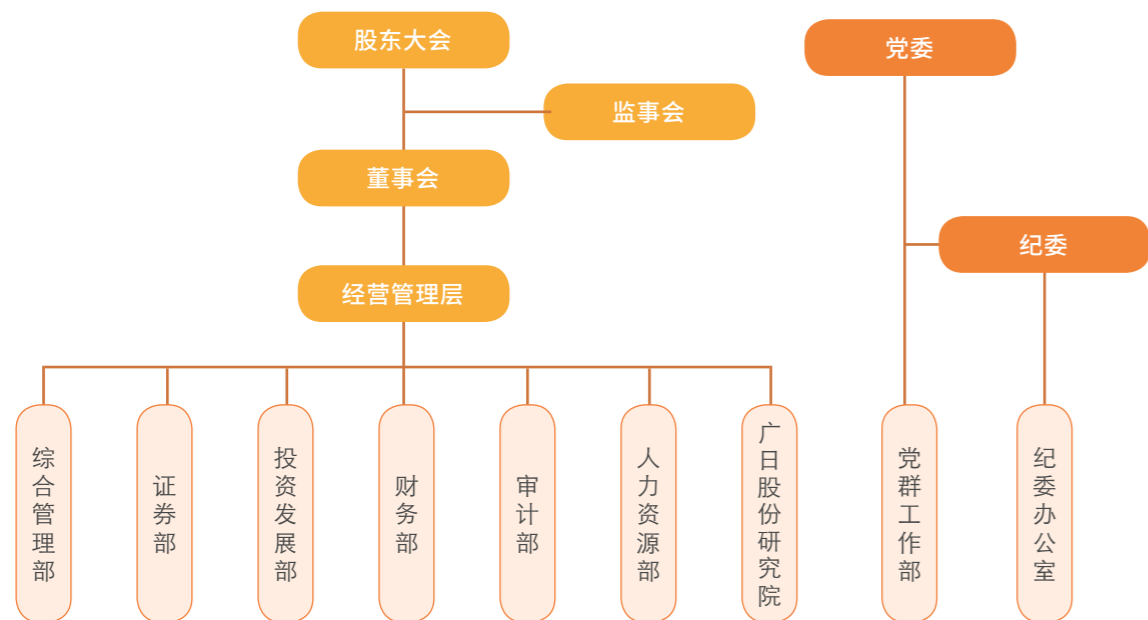 股东大会
党委
监事会
董事会
纪委
经营管理层
综合管理部
证券部
投资发展部
财务部
审计部
人力资源部
广日股份研究院
党群工作部
纪委办公室